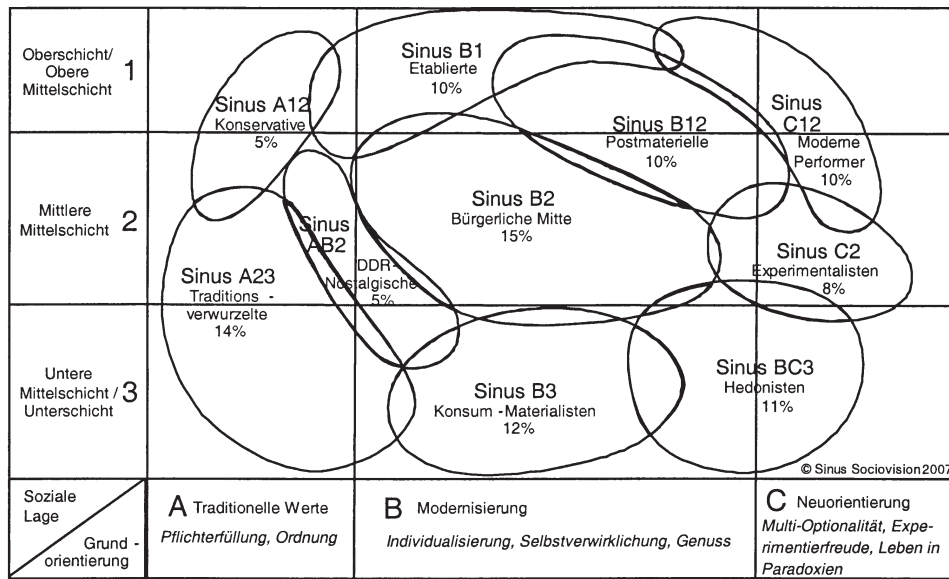 Oberschicht/
Obere
Mittelschicht
1
Sinus B1
Etablierte
10%
Sinus A12
Konservative
5%
Sinus B12
Postmaterielle
10%
Sinus
C12
Moderne
Performer
10%
Mittlere
Mittelschicht
2
Sinus
AB2
DDR-
Nostalgische
5%
Sinus B2
Bürgerliche Mitte
15%
Sinus C2
Experimentalisten
8%
Sinus A23
Traditions -
verwurzelte
14%
Untere
Mittelschicht /
Unterschicht
3
Sinus B3
Konsum -Materialisten
12%
Sinus BC3
Hedonisten
11%
© Sinus Sociovision2007
Soziale
Lage
Grund -
orientierung
A Traditionelle Werte
Pflichterfüllung, Ordnung
B Modernisierung
Individualisierung, Selbstverwirklichung, Genuss
C Neuorientierung
Multi-Optionalität, Expe-
rimentierfreude, Leben in
Paradoxien